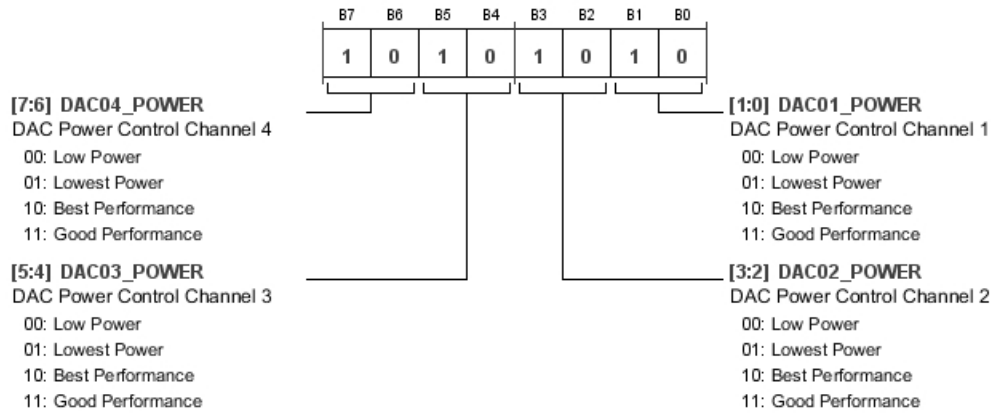 B7 B6 B5 B4 B3 B2 B1 B0
1 0 1 0 1 0 1 0
[7:6] DAC04_POWER
DAC Power Control Channel 4
00: Low Power
01: Lowest Power
10: Best Performance
11: Good Performance
[5:4] DAC03_POWER
DAC Power Control Channel 3
00: Low Power
01: Lowest Power
10: Best Performance
11: Good Performance
[1:0] DAC01_POWER
DAC Power Control Channel 1
00: Low Power
01: Lowest Power
10: Best Performance
11: Good Performance
[3:2] DAC02_POWER
DAC Power Control Channel 2
00: Low Power
01: Lowest Power
10: Best Performance
11: Good Performance